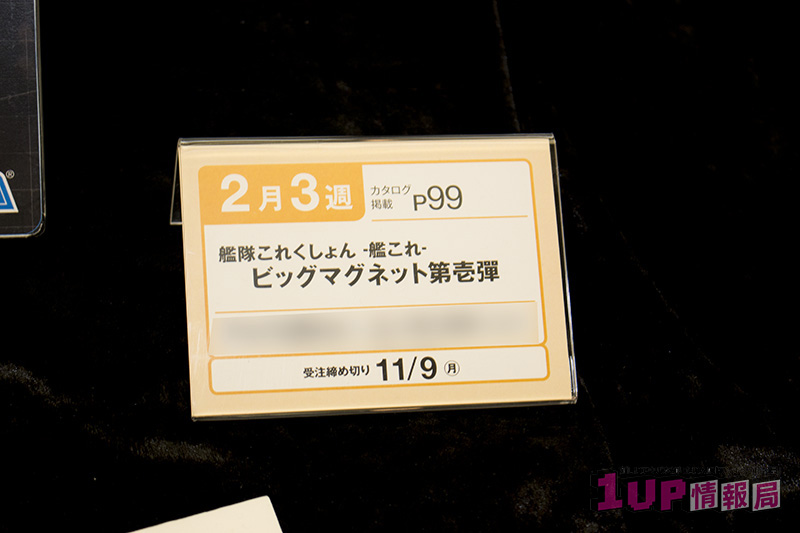 2月3週 カタログ掲載 P99
艦隊これくしょん -艦これ-
ビッグマグネット第壱彈
受注締め切り 11/9 ㊊
®
1UP情報局